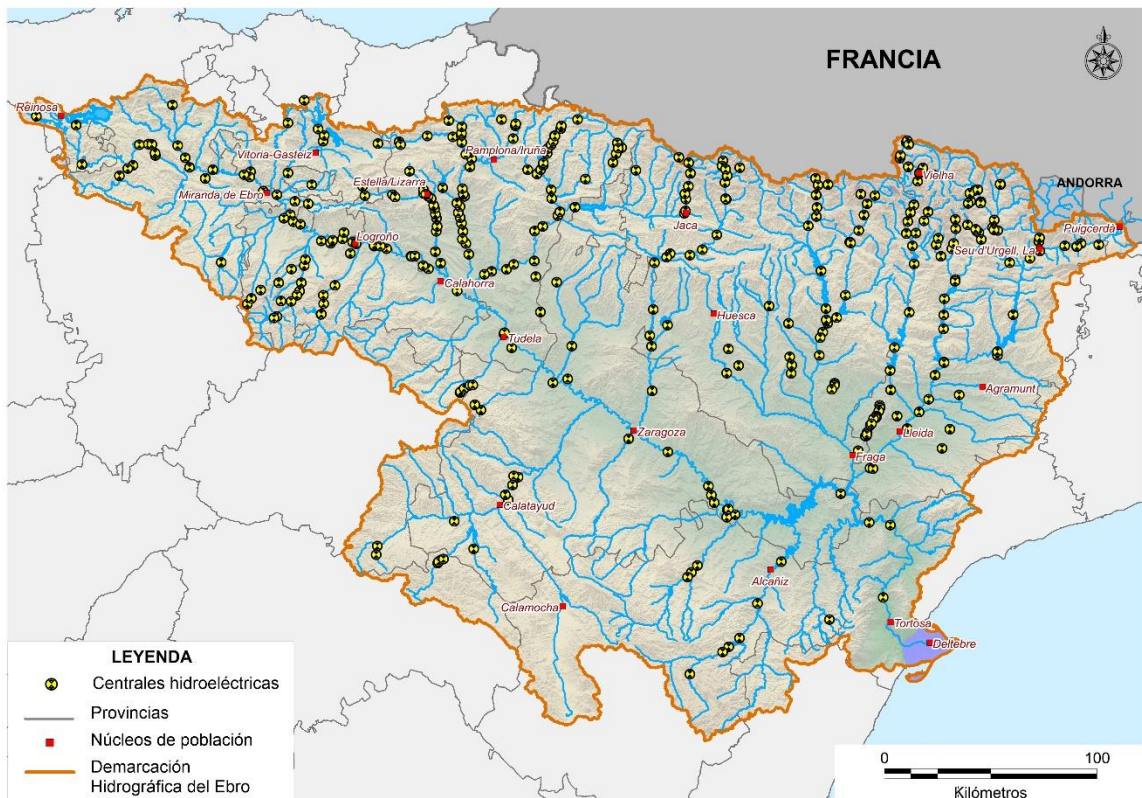 FRANCIA
Reinosa
Vitoria-Gasteiz
Pamplona/Iruña
Miranda de Ebro
Estella/Lizarra
Vielha
ANDORRA
Jaca
Puigcerdà
Logroño
Seu d'Urgell, La
Calahorra
Huesca
Tudela
Agramunt
Zaragoza
Lleida
Fraga
Calatayud
Alcañiz
Calamocha
Tortosa
Deltebre
LEYENDA
Centrales hidroeléctricas
Provincias
Núcleos de población
Demarcación
Hidrográfica del Ebro
0 100
Kilómetros